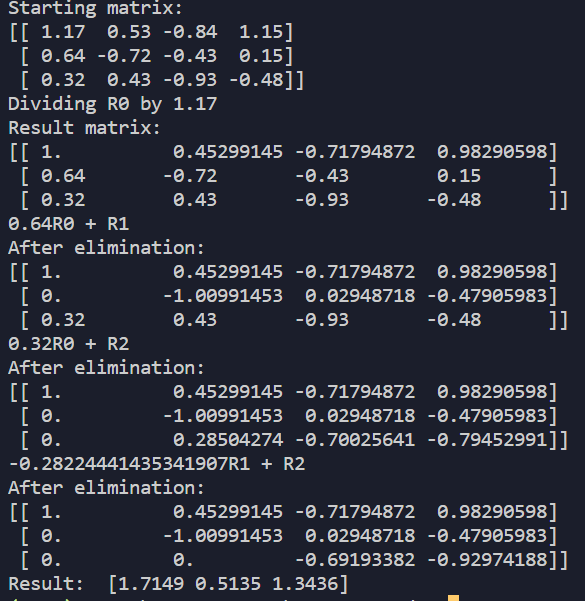 Starting matrix:
[[ 1.17  0.53 -0.84  1.15]
 [ 0.64 -0.72 -0.43  0.15]
 [ 0.32  0.43 -0.93 -0.48]]
Dividing R0 by 1.17
Result matrix:
[[ 1.          0.45299145 -0.71794872  0.98290598]
 [ 0.64       -0.72       -0.43        0.15      ]
 [ 0.32        0.43       -0.93       -0.48      ]]
0.64R0 + R1
After elimination:
[[ 1.          0.45299145 -0.71794872  0.98290598]
 [ 0.         -1.00991453  0.02948718 -0.47905983]
 [ 0.32        0.43       -0.93       -0.48      ]]
0.32R0 + R2
After elimination:
[[ 1.          0.45299145 -0.71794872  0.98290598]
 [ 0.         -1.00991453  0.02948718 -0.47905983]
 [ 0.          0.28504274 -0.70025641 -0.79452991]]
-0.28224441435341907R1 + R2
After elimination:
[[ 1.          0.45299145 -0.71794872  0.98290598]
 [ 0.         -1.00991453  0.02948718 -0.47905983]
 [ 0.          0.         -0.69193382 -0.92974188]]
Result:  [1.7149 0.5135 1.3436]